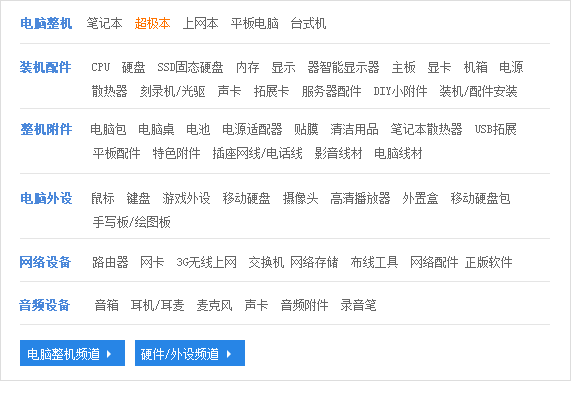 电脑整机 笔记本 超极本 上网本 平板电脑 台式机
装机配件 CPU 硬盘 SSD固态硬盘 内存 显示 器智能显示器 主板 显卡 机箱 电源
散热器 刻录机/光驱 声卡 拓展卡 服务器配件 DIY小附件 装机/配件安装
整机附件 电脑包 电脑桌 电池 电源适配器 贴膜 清洁用品 笔记本散热器 USB拓展
平板配件 特色附件 插座网线/电话线 影音线材 电脑线材
电脑外设 鼠标 键盘 游戏外设 移动硬盘 摄像头 高清播放器 外置盒 移动硬盘包
手写板/绘图板
网络设备 路由器 网卡 3G无线上网 交换机 网络存储 布线工具 网络配件 正版软件
音频设备 音箱 耳机/耳麦 麦克风 声卡 音频附件 录音笔
电脑整机频道 硬件/外设频道